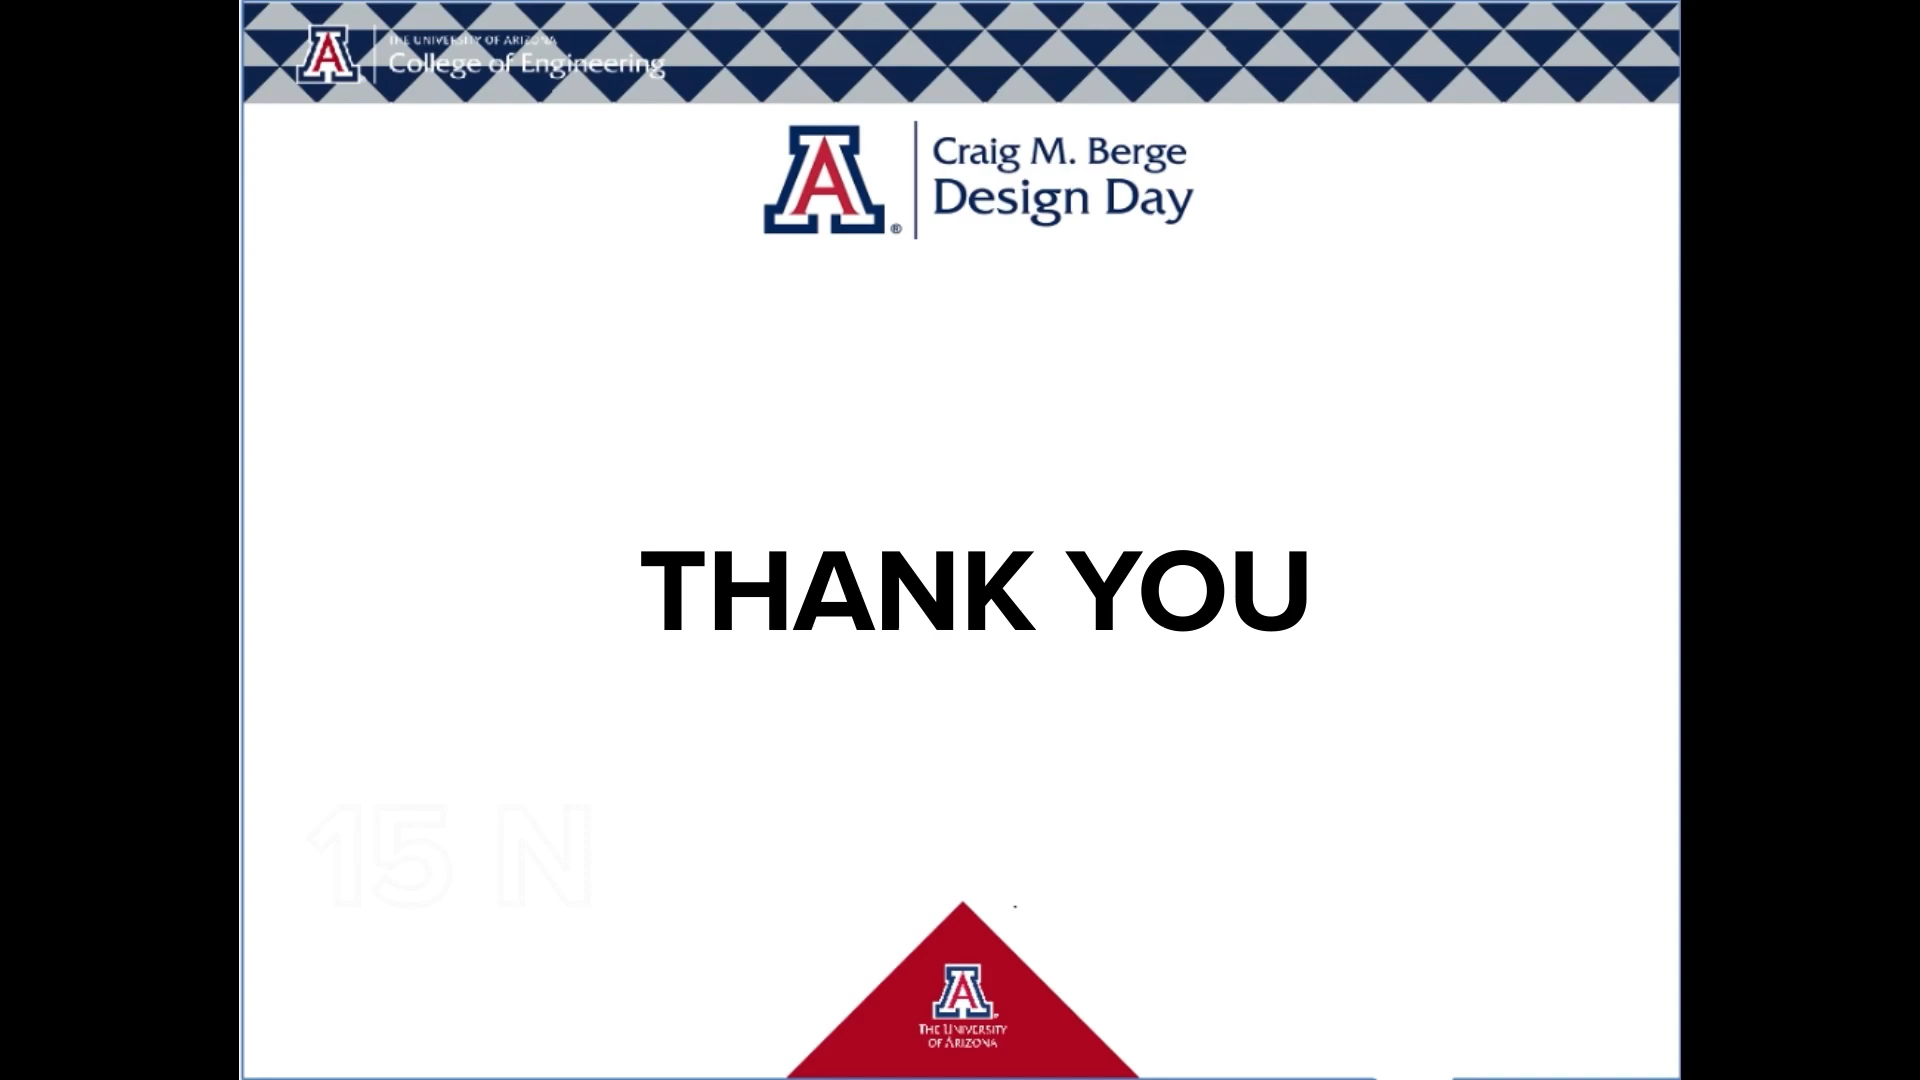 A
THE UNIVERSITY OF ARIZONA
College of Engineering
A®
Craig M. Berge
Design Day
THANK YOU
15 N
A
THE UNIVERSITY
OF ARIZONA